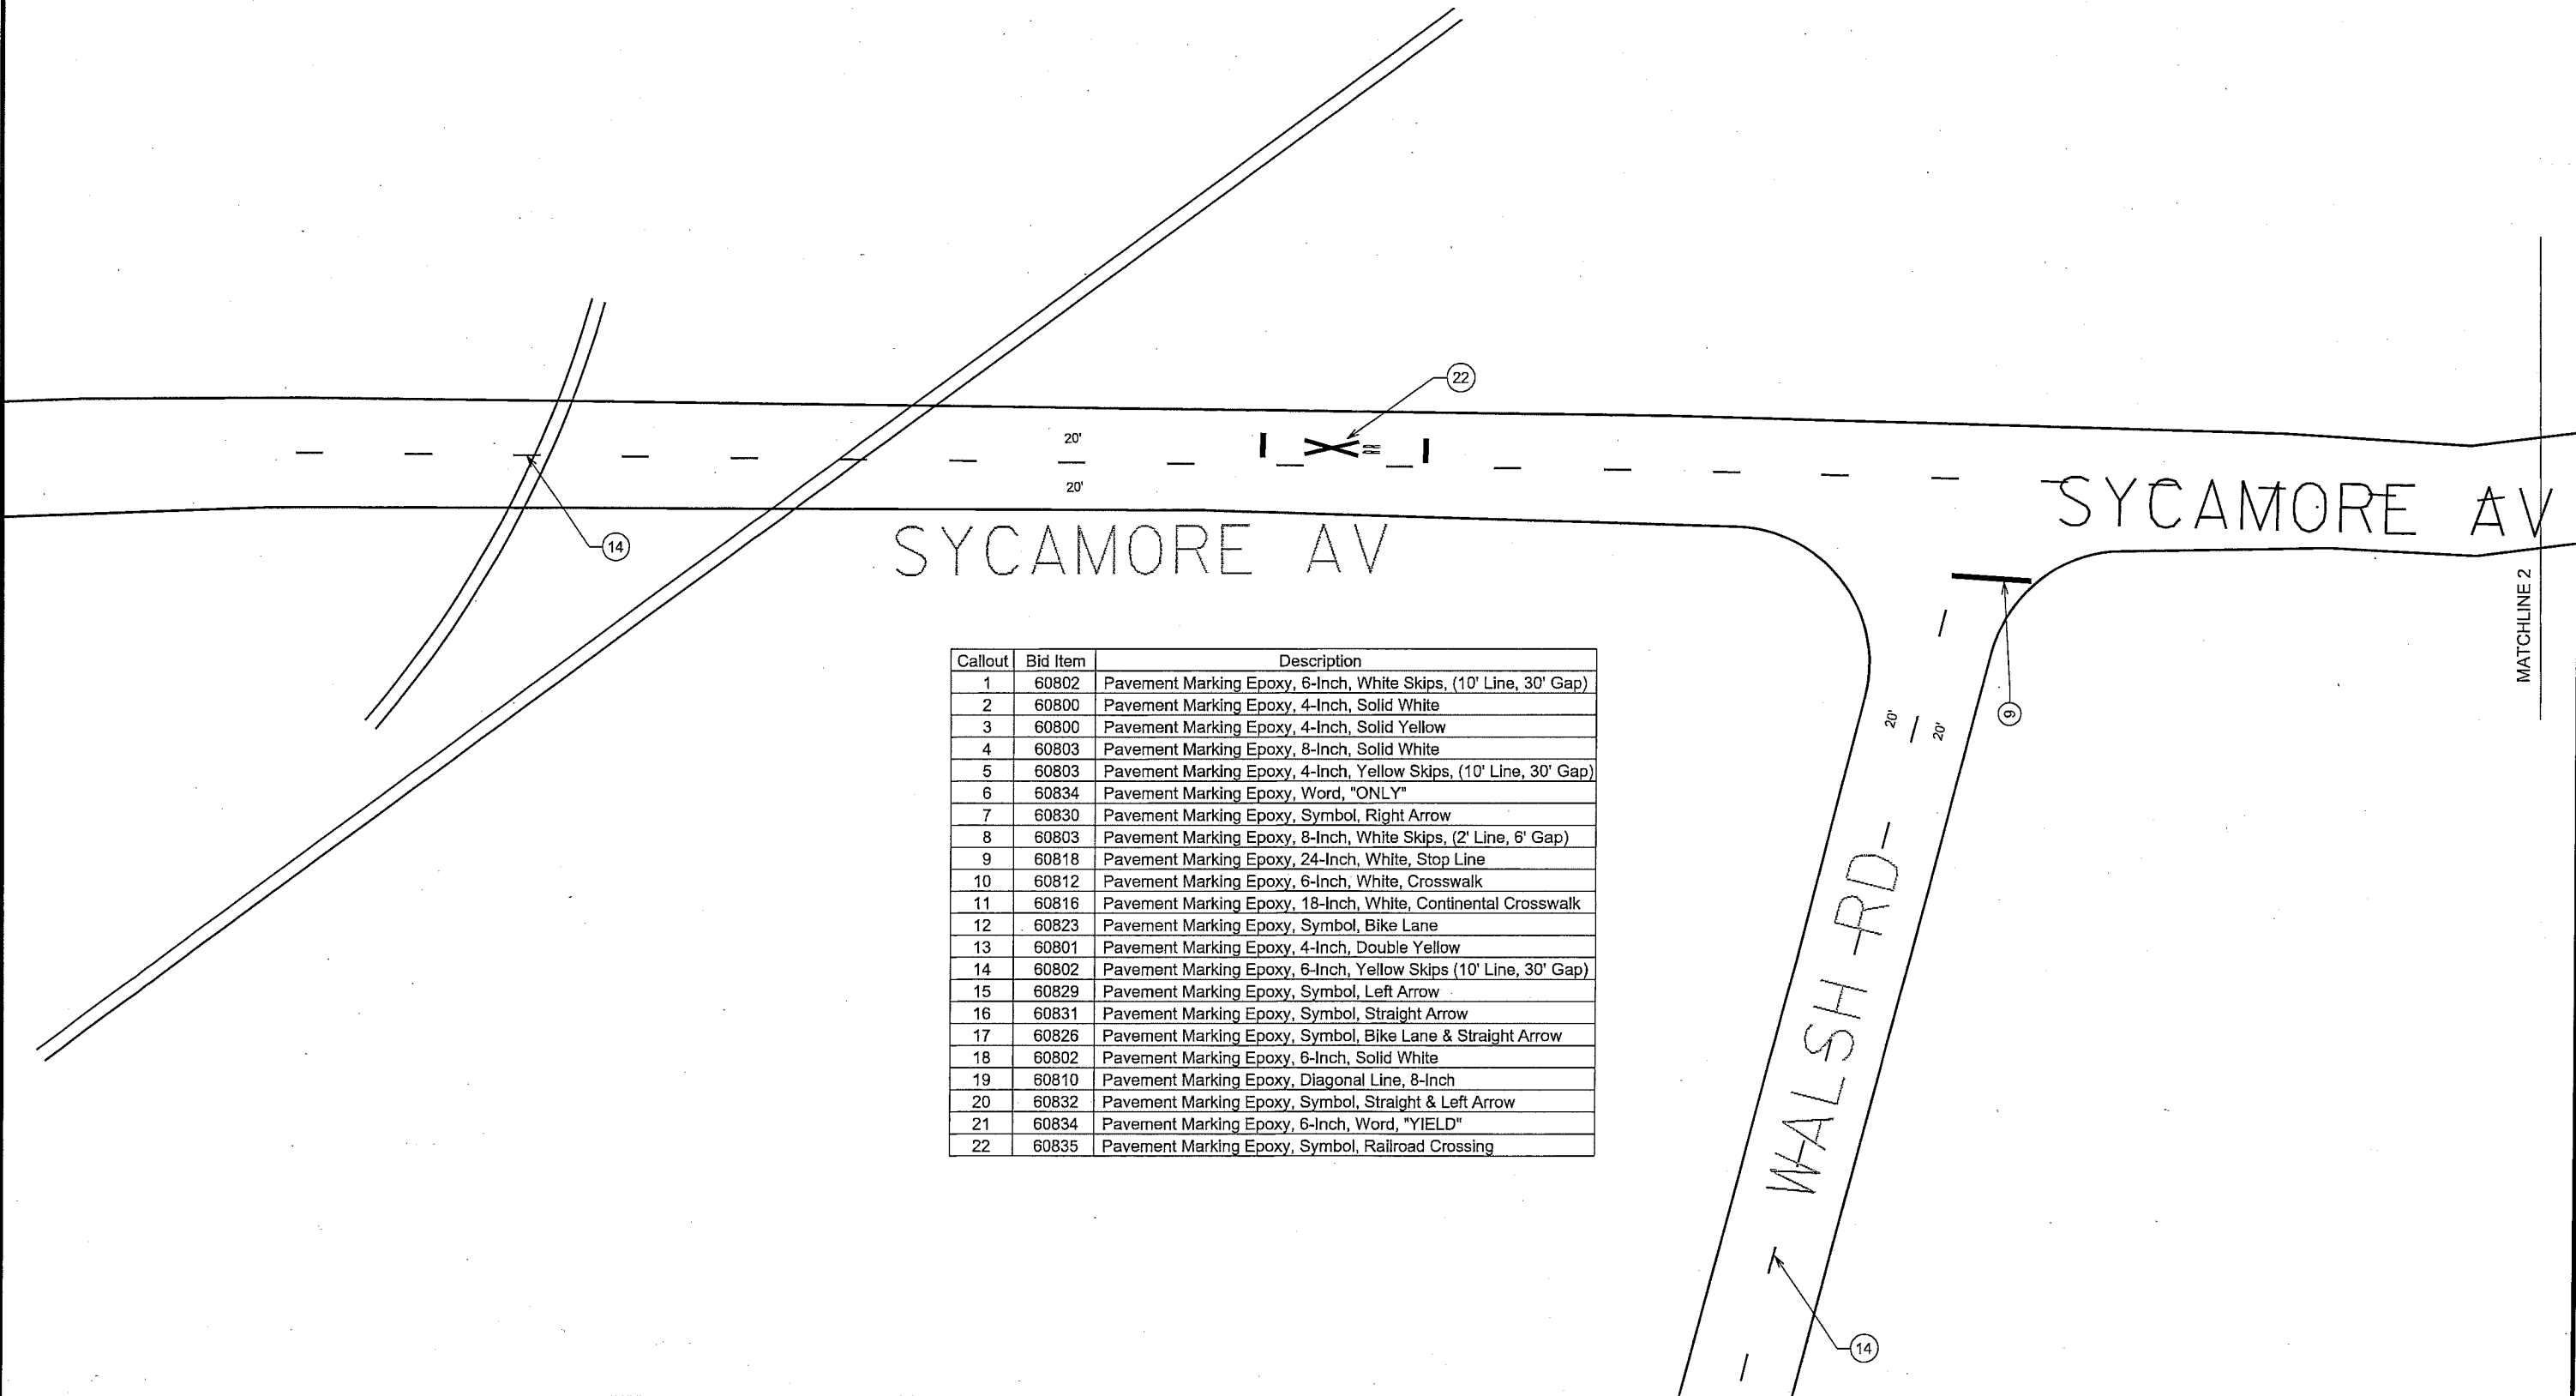 22
20'
20'
14
SYCAMORE AV
SYCAMORE AV
MATCHLINE 2
9
20'
20'
Callout Bid Item Description
1 60802 Pavement Marking Epoxy, 6-Inch, White Skips, (10' Line, 30' Gap)
2 60800 Pavement Marking Epoxy, 4-Inch, Solid White
3 60800 Pavement Marking Epoxy, 4-Inch, Solid Yellow
4 60803 Pavement Marking Epoxy, 8-Inch, Solid White
5 60803 Pavement Marking Epoxy, 4-Inch, Yellow Skips, (10' Line, 30' Gap)
6 60834 Pavement Marking Epoxy, Word, "ONLY"
7 60830 Pavement Marking Epoxy, Symbol, Right Arrow
8 60803 Pavement Marking Epoxy, 8-Inch, White Skips, (2' Line, 6' Gap)
9 60818 Pavement Marking Epoxy, 24-Inch, White, Stop Line
10 60812 Pavement Marking Epoxy, 6-Inch, White, Crosswalk
11 60816 Pavement Marking Epoxy, 18-Inch, White, Continental Crosswalk
12 60823 Pavement Marking Epoxy, Symbol, Bike Lane
13 60801 Pavement Marking Epoxy, 4-Inch, Double Yellow
14 60802 Pavement Marking Epoxy, 6-Inch, Yellow Skips (10' Line, 30' Gap)
15 60829 Pavement Marking Epoxy, Symbol, Left Arrow
16 60831 Pavement Marking Epoxy, Symbol, Straight Arrow
17 60826 Pavement Marking Epoxy, Symbol, Bike Lane & Straight Arrow
18 60802 Pavement Marking Epoxy, 6-Inch, Solid White
19 60810 Pavement Marking Epoxy, Diagonal Line, 8-Inch
20 60832 Pavement Marking Epoxy, Symbol, Straight & Left Arrow
21 60834 Pavement Marking Epoxy, 6-Inch, Word, "YIELD"
22 60835 Pavement Marking Epoxy, Symbol, Railroad Crossing
WALSH RD
14